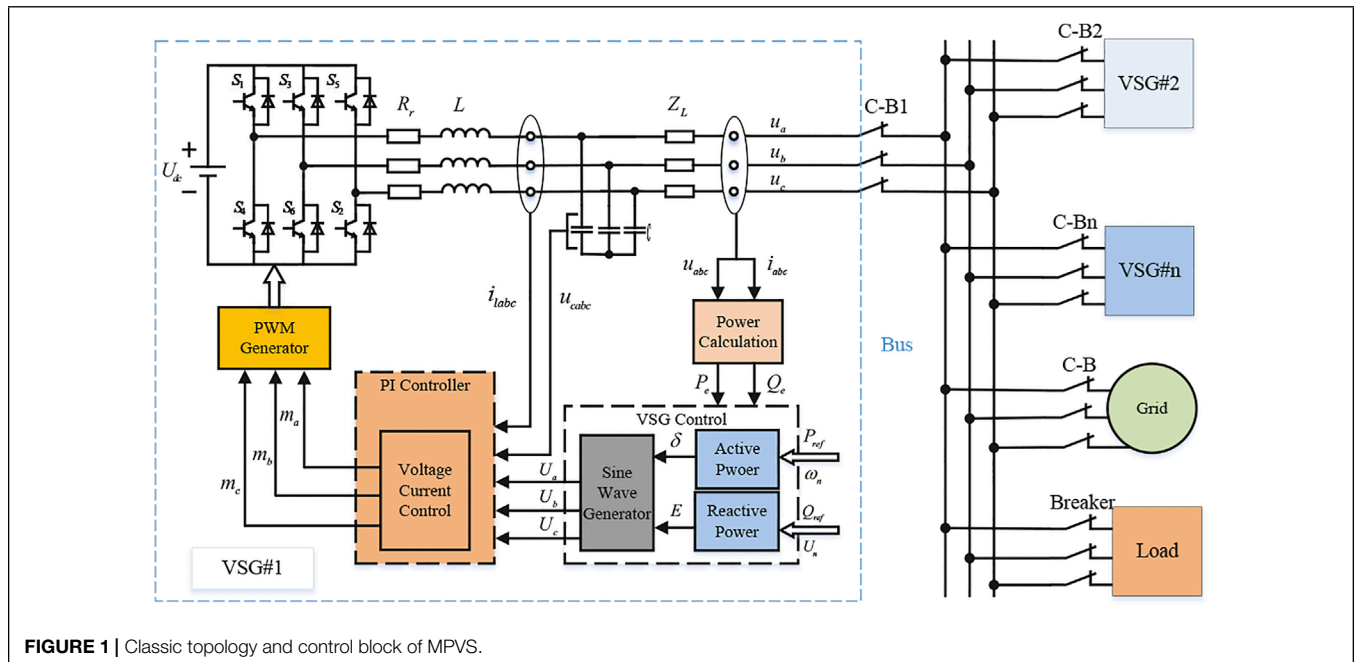 C-B2
VSG#2
S1 S3 S5
Rr L ZL C-B1
ua
ub
uc
+
Udc
−
S4 S6 S2
C-Bn
VSG#n
uabc iabc
ilabc ucabc
PWM
Generator
Power
Calculation
Bus
Pe Qe
C-B
Grid
PI Controller
VSG Control
ma
mb
mc
Voltage
Current
Control
Ua
Ub
Uc
Sine
Wave
Generator
δ
E
Active
Pwoer
Reactive
Power
Pref
ωn
Qref
Un
Breaker
Load
VSG#1
FIGURE 1 | Classic topology and control block of MPVS.